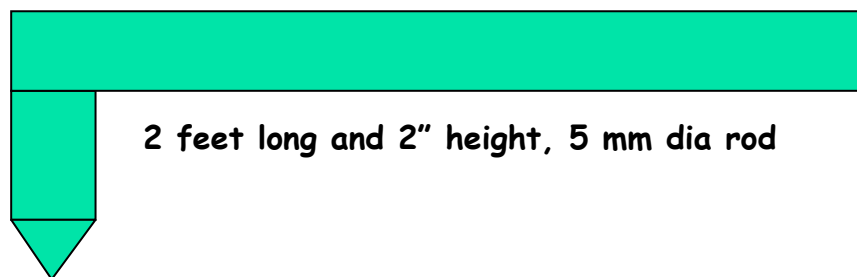 2 feet long and 2” height, 5 mm dia rod